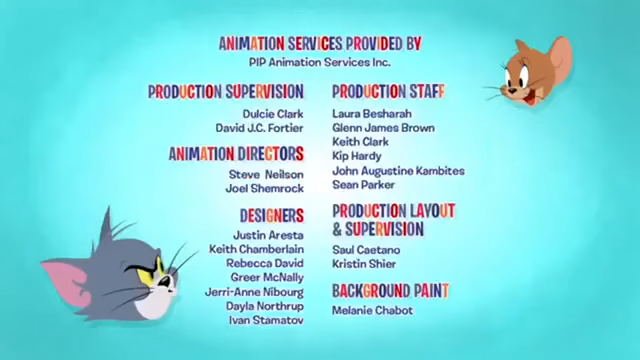 ANIMATION SERVICES PROVIDED BY
PIP Animation Services Inc.
PRODUCTION SUPERVISION
Dulcie Clark
David J.C. Fortier
ANIMATION DIRECTORS
Steve Neilson
Joel Shemrock
DESIGNERS
Justin Aresta
Keith Chamberlain
Rebecca David
Greer McNally
Jerri-Anne Nibourg
Dayla Northrup
Ivan Stamatov
PRODUCTION STAFF
Laura Besharah
Glenn James Brown
Keith Clark
Kip Hardy
John Augustine Kambites
Sean Parker
PRODUCTION LAYOUT
& SUPERVISION
Saul Caetano
Kristin Shier
BACKGROUND PAINT
Melanie Chabot